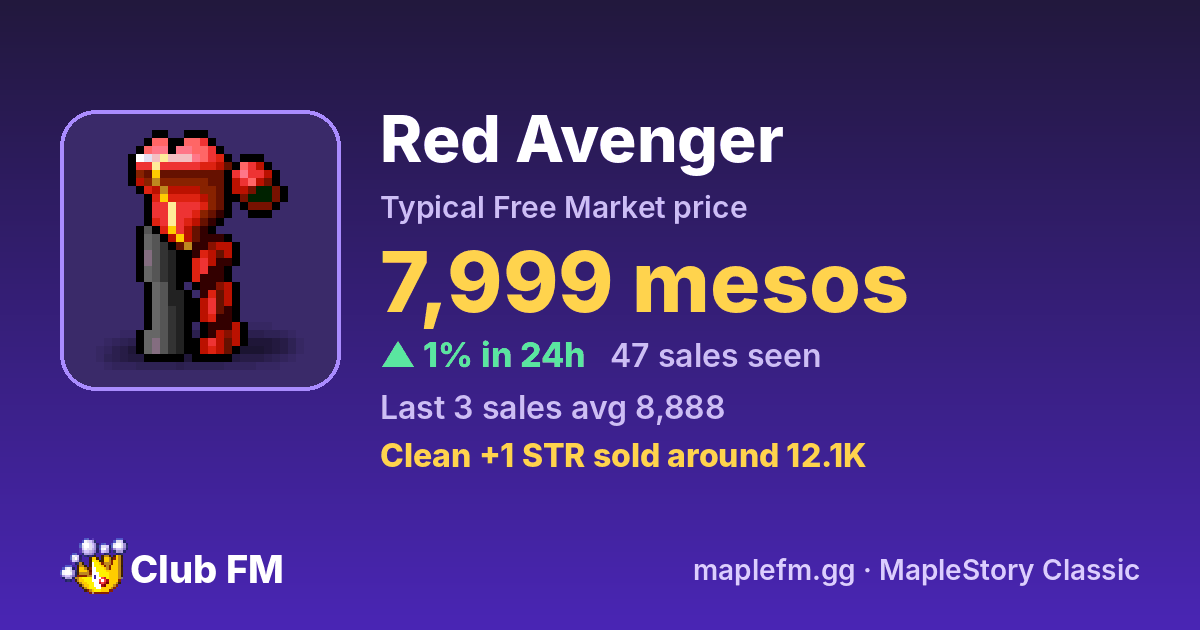 Red Avenger
Typical Free Market price
7,999 mesos
▲ 1% in 24h 47 sales seen
Last 3 sales avg 8,888
Clean +1 STR sold around 12.1K
Club FM
maplefm.gg · MapleStory Classic